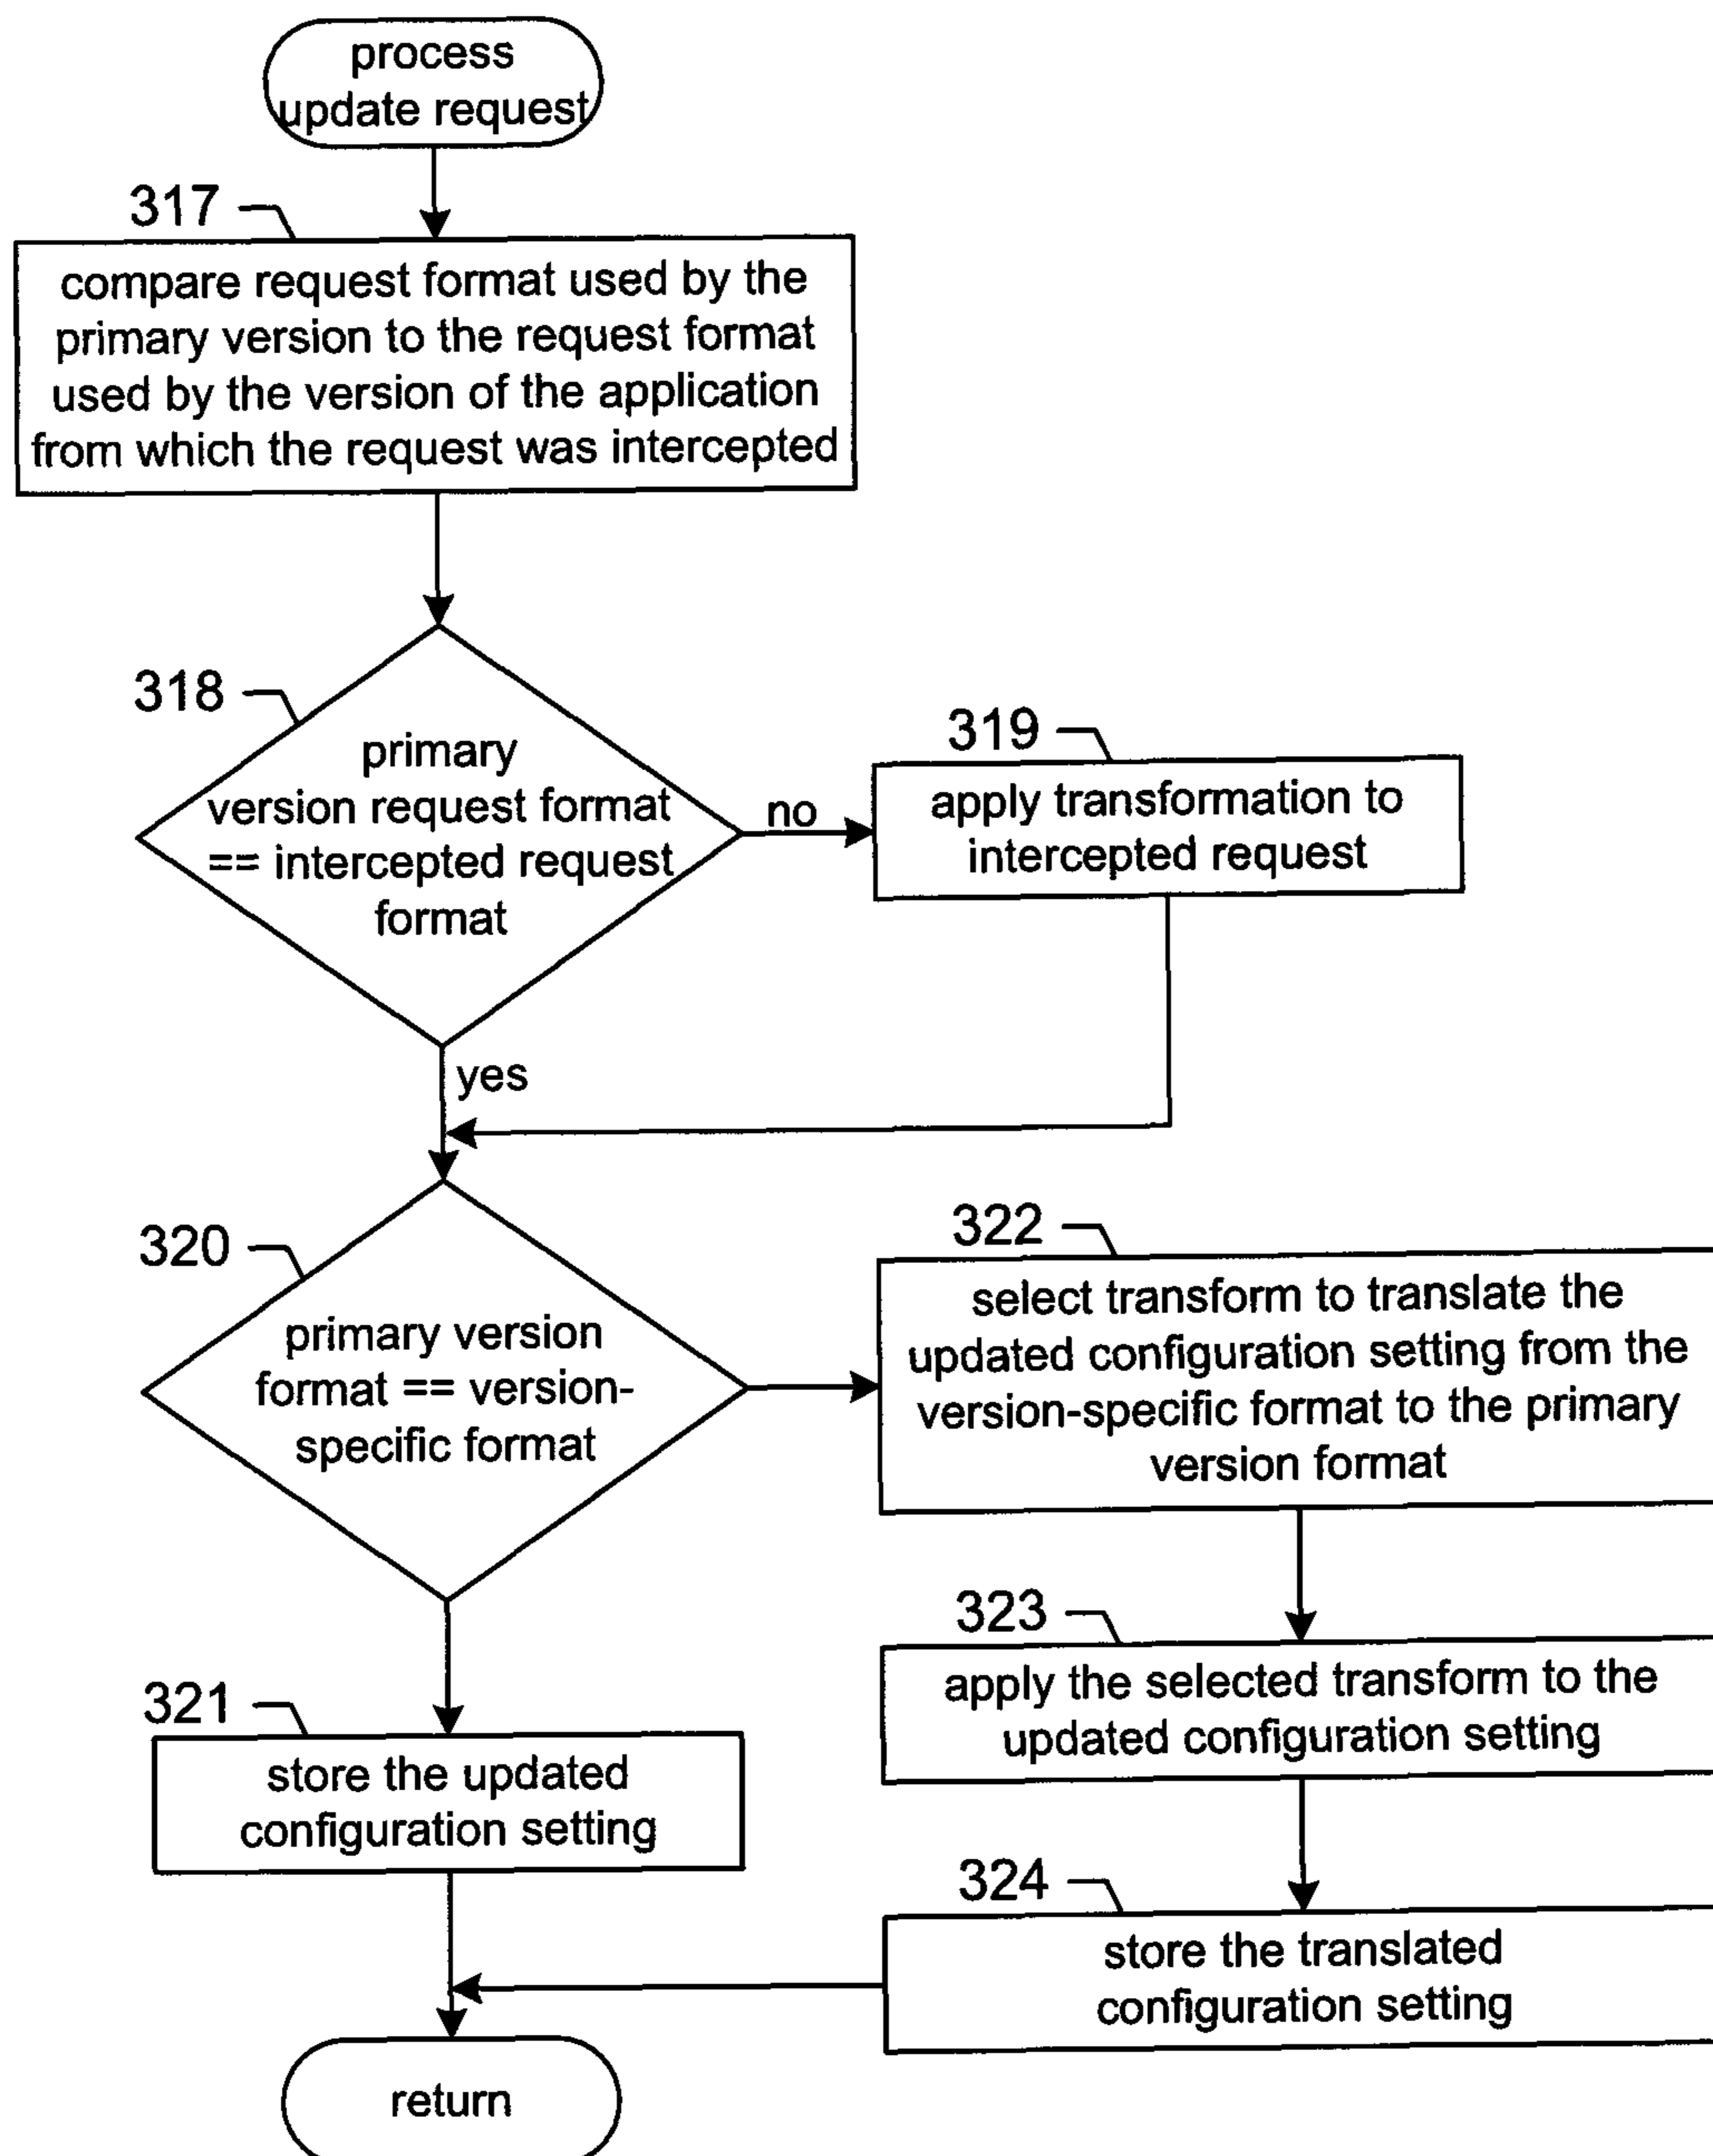 process
update request
317
compare request format used by the
primary version to the request format
used by the version of the application
from which the request was intercepted
318
primary
version request format
== intercepted request
format
no
319
apply transformation to
intercepted request
yes
320
primary version
format == version-
specific format
322
select transform to translate the
updated configuration setting from the
version-specific format to the primary
version format
323
apply the selected transform to the
updated configuration setting
321
store the updated
configuration setting
324
store the translated
configuration setting
return